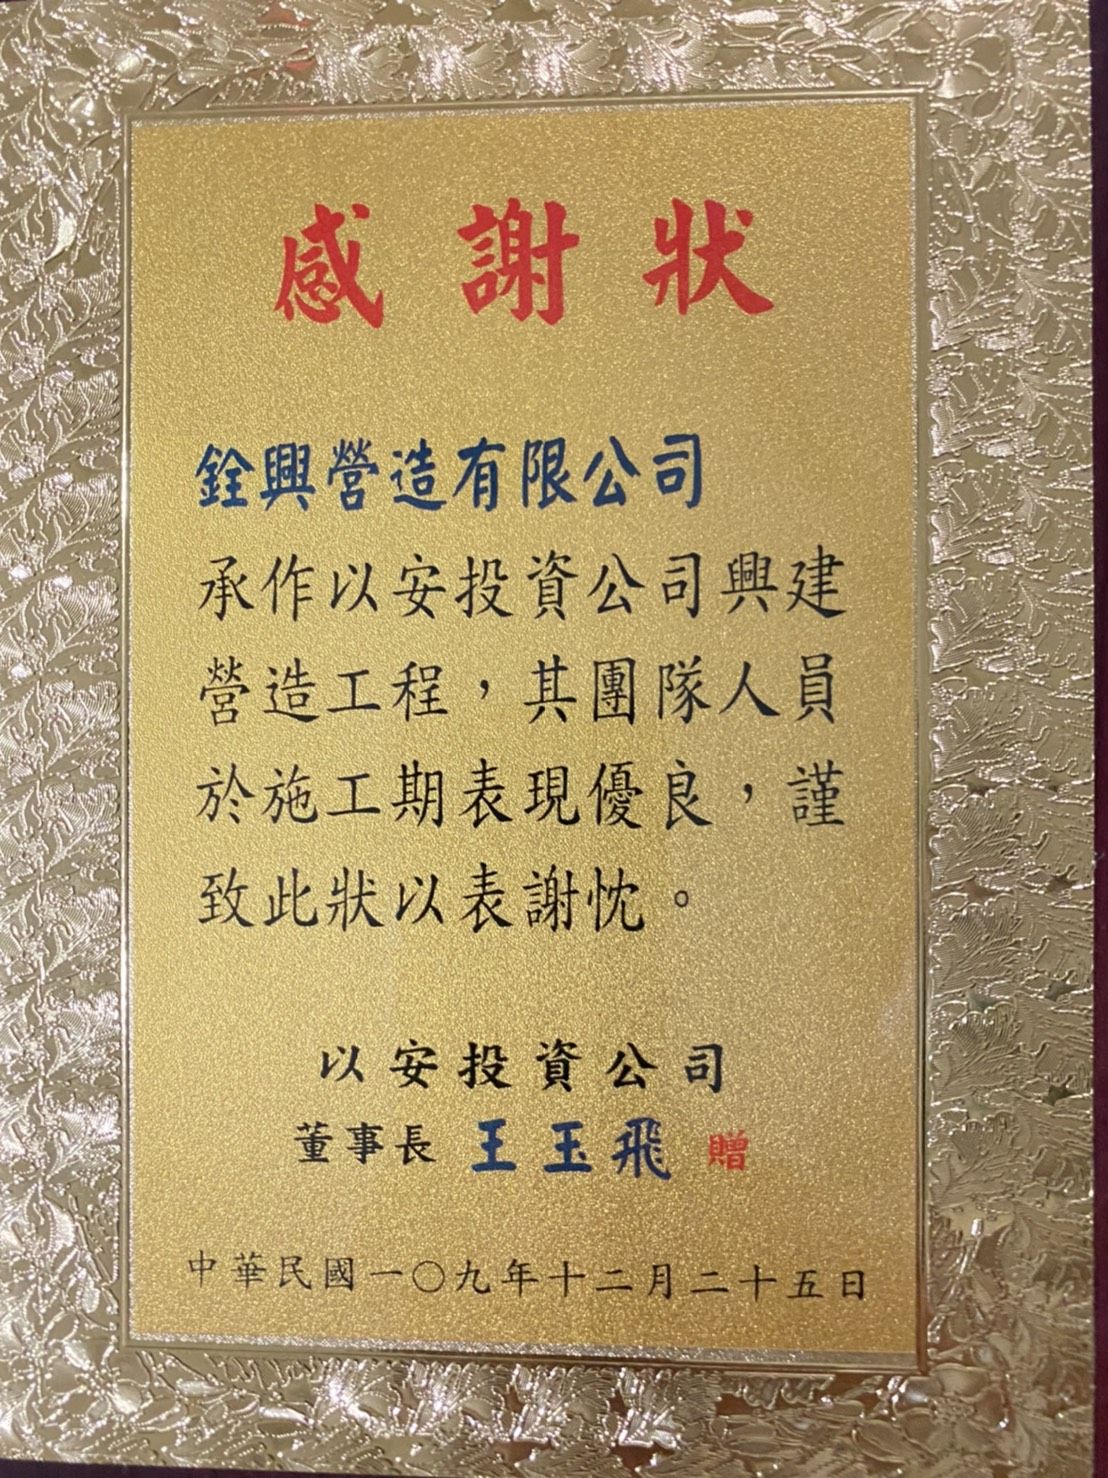 感謝狀
銓興營造有限公司
承作以安投資公司興建
營造工程，其團隊人員
於施工期表現優良，謹
致此狀以表謝忱。
以安投資公司
董事長 王玉飛 贈
中華民國一〇九年十二月二十五日